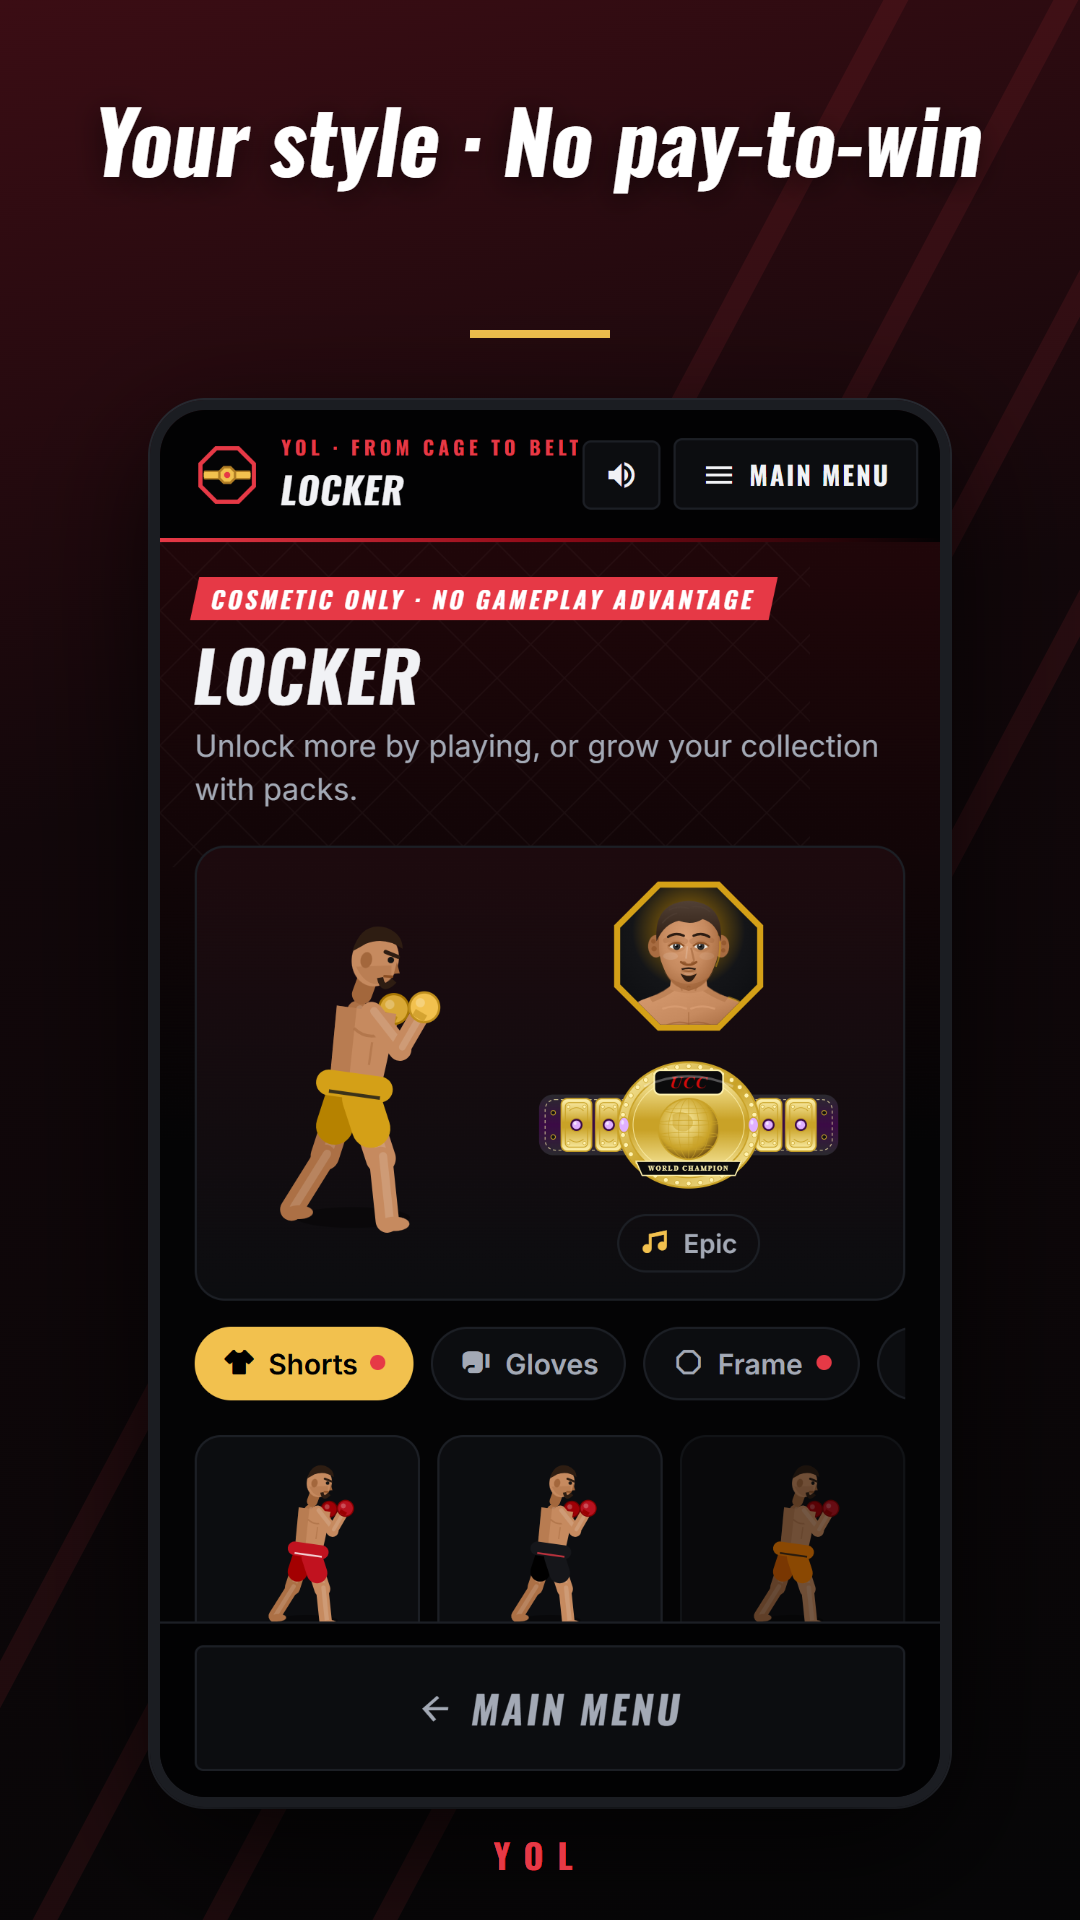 Your style · No pay-to-win
YOL · FROM CAGE TO BELT
LOCKER
MAIN MENU
COSMETIC ONLY · NO GAMEPLAY ADVANTAGE
LOCKER
Unlock more by playing, or grow your collection
with packs.
UCC
WORLD CHAMPION
Epic
Shorts
Gloves
Frame
MAIN MENU
YOL